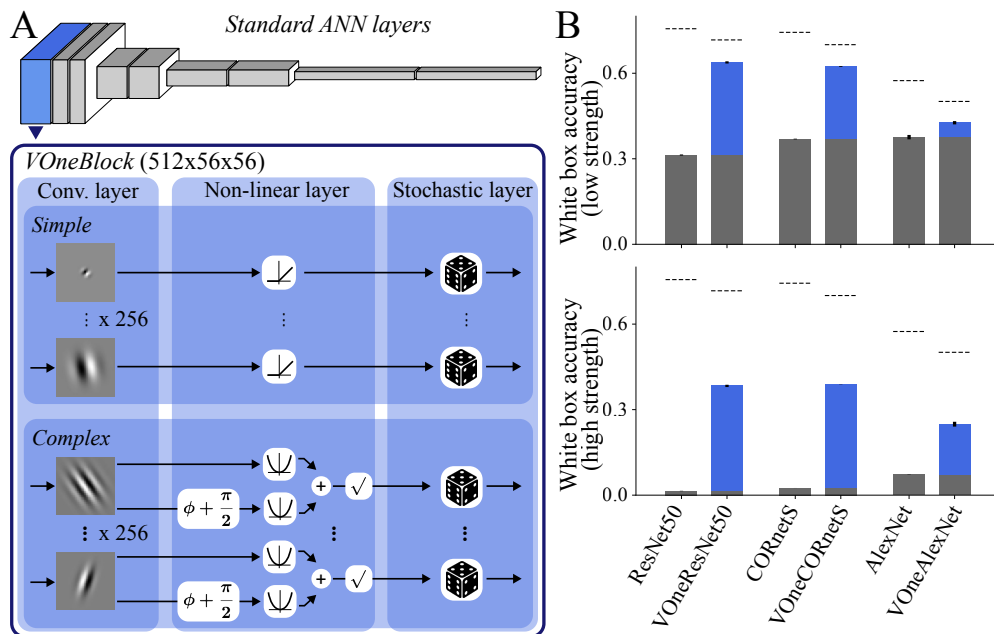 A
Standard ANN layers
VOneBlock (512x56x56)
Conv. layer
Non-linear layer
Stochastic layer
Simple
⋮ x 256
⋮
⋮
Complex
ϕ + π/2
+
√
⋮ x 256
⋮
⋮
ϕ + π/2
+
√
B
White box accuracy
(low strength)
0.6
0.3
0.0
White box accuracy
(high strength)
0.6
0.3
0.0
ResNet50
VOneResNet50
CORnetS
VOneCORnetS
AlexNet
VOneAlexNet